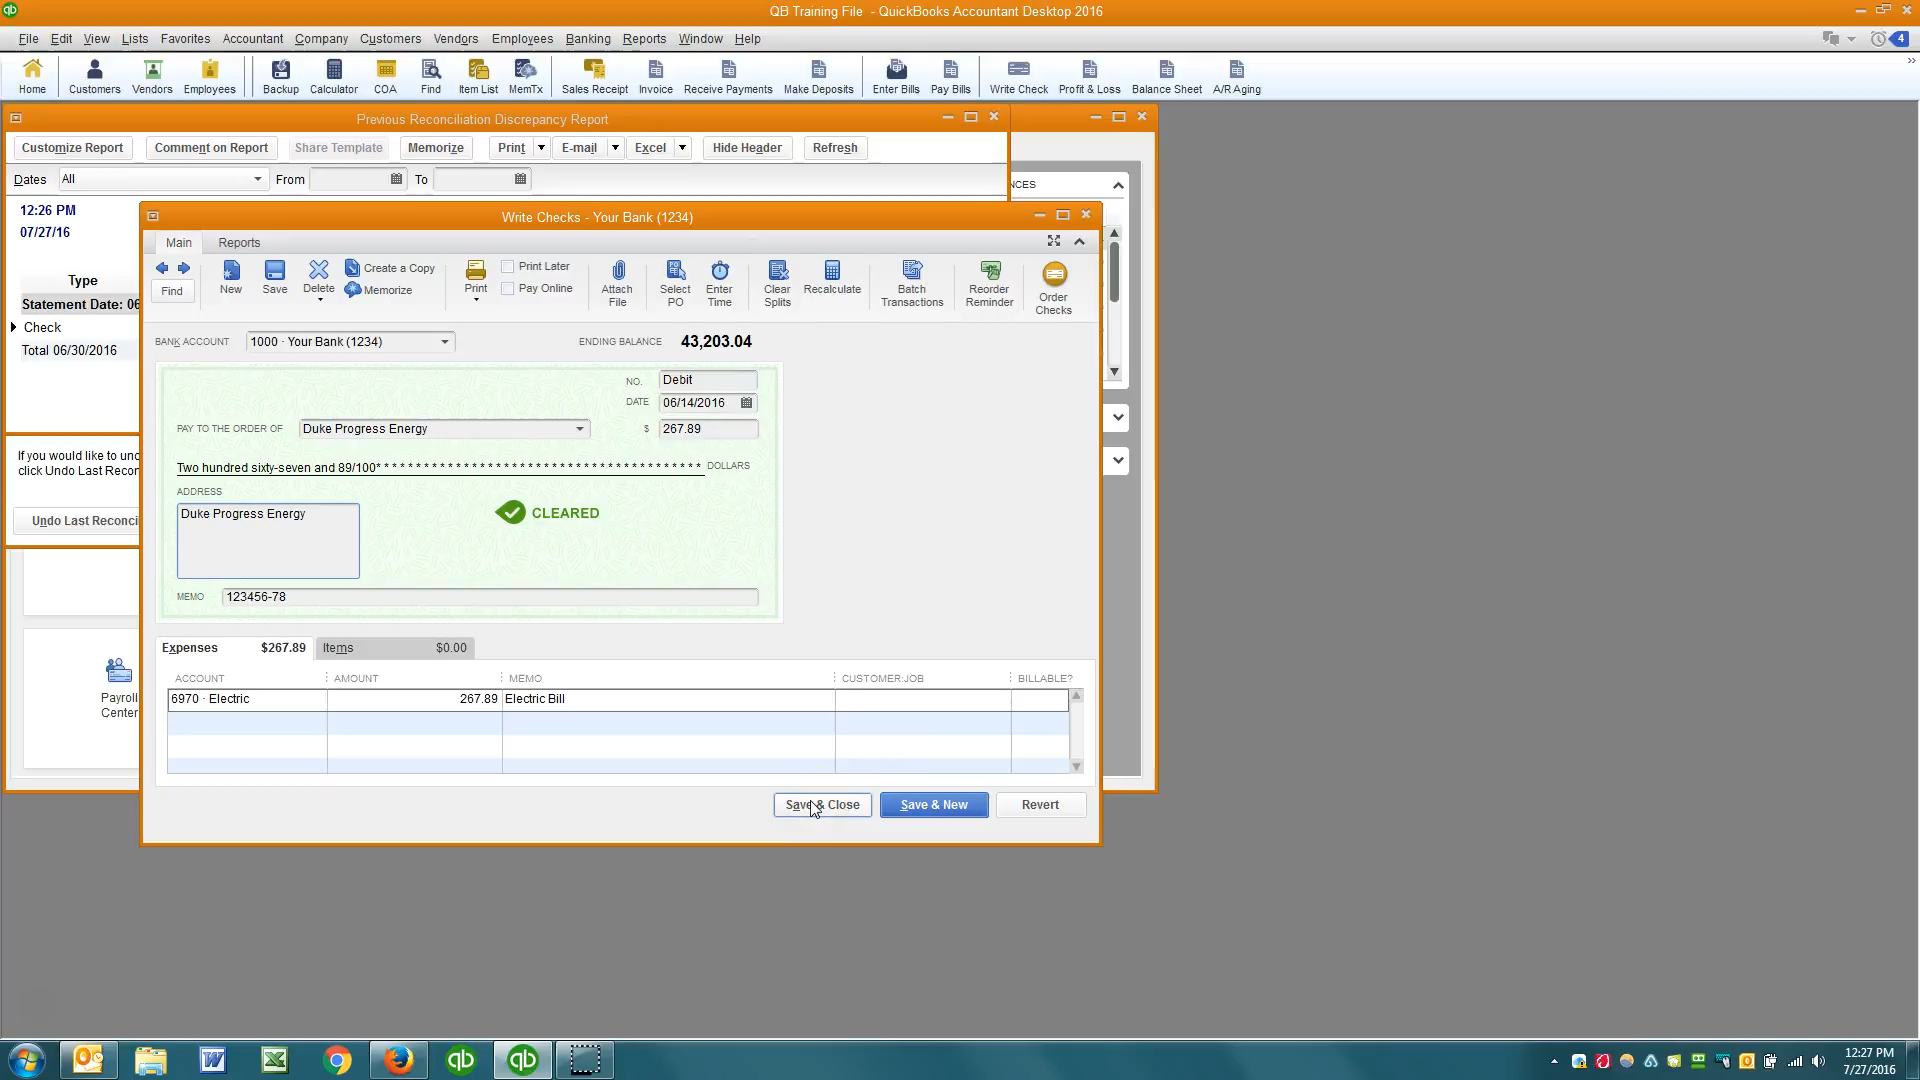 QB Training File - QuickBooks Accountant Desktop 2016
File Edit View Lists Favorites Accountant Company Customers Vendors Employees Banking Reports Window Help
4
Home Customers Vendors Employees Backup Calculator COA Find Item List MemTx Sales Receipt Invoice Receive Payments Make Deposits Enter Bills Pay Bills Write Check Profit & Loss Balance Sheet A/R Aging
Previous Reconciliation Discrepancy Report
Customize Report Comment on Report Share Template Memorize Print E-mail Excel Hide Header Refresh
Dates All From To
NCES
12:26 PM
07/27/16
Type
Statement Date: 06
Check
Total 06/30/2016
If you would like to und
click Undo Last Recon
Undo Last Reconci
Payroll
Center
Write Checks - Your Bank (1234)
Main Reports
Find New Save Delete Create a Copy
Memorize
Print Print Later
Pay Online
Attach File
Select PO
Enter Time
Clear Splits
Recalculate
Batch Transactions
Reorder Reminder
Order Checks
BANK ACCOUNT 1000 · Your Bank (1234) ENDING BALANCE 43,203.04
NO. Debit
DATE 06/14/2016
PAY TO THE ORDER OF Duke Progress Energy $ 267.89
Two hundred sixty-seven and 89/100* * * * * * * * * * * * * * * * * * * * * * * * * * * * * * * * * * * * * * * * * DOLLARS
ADDRESS
Duke Progress Energy
CLEARED
MEMO 123456-78
Expenses $267.89 Items $0.00
ACCOUNT AMOUNT MEMO CUSTOMER:JOB BILLABLE?
6970 · Electric 267.89 Electric Bill
Save & Close Save & New Revert
12:27 PM
7/27/2016